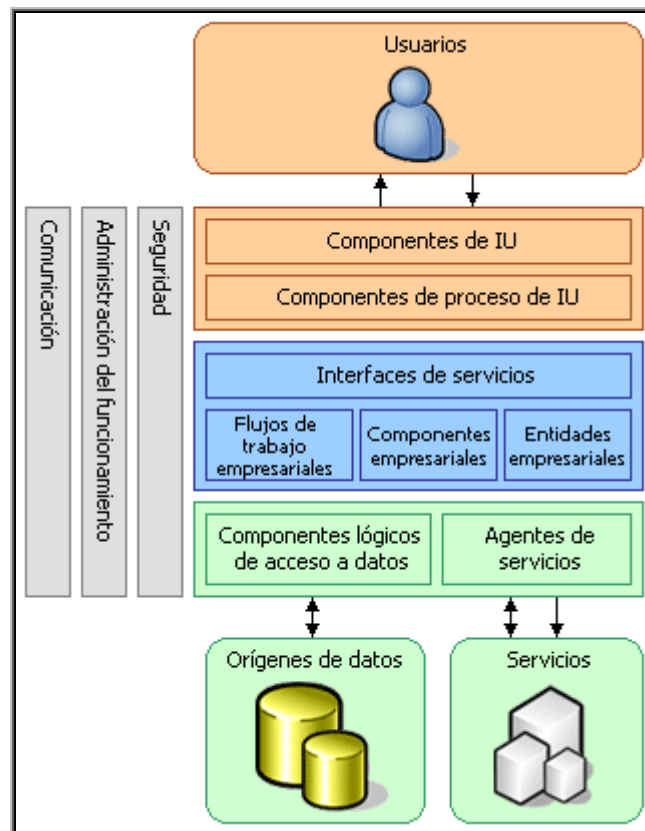 Usuarios
Comunicación
Administración del funcionamiento
Seguridad
Componentes de IU
Componentes de proceso de IU
Interfaces de servicios
Flujos de
trabajo
empresariales
Componentes
empresariales
Entidades
empresariales
Componentes lógicos
de acceso a datos
Agentes de
servicios
Orígenes de datos
Servicios